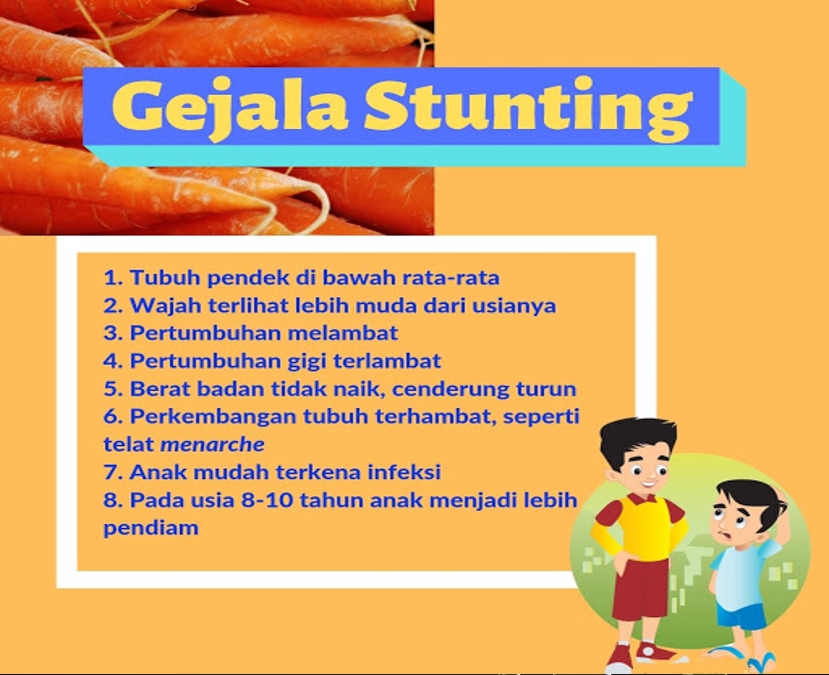 Gejala Stunting
1. Tubuh pendek di bawah rata-rata
2. Wajah terlihat lebih muda dari usianya
3. Pertumbuhan melambat
4. Pertumbuhan gigi terlambat
5. Berat badan tidak naik, cenderung turun
6. Perkembangan tubuh terhambat, seperti
telat menarche
7. Anak mudah terkena infeksi
8. Pada usia 8-10 tahun anak menjadi lebih
pendiam